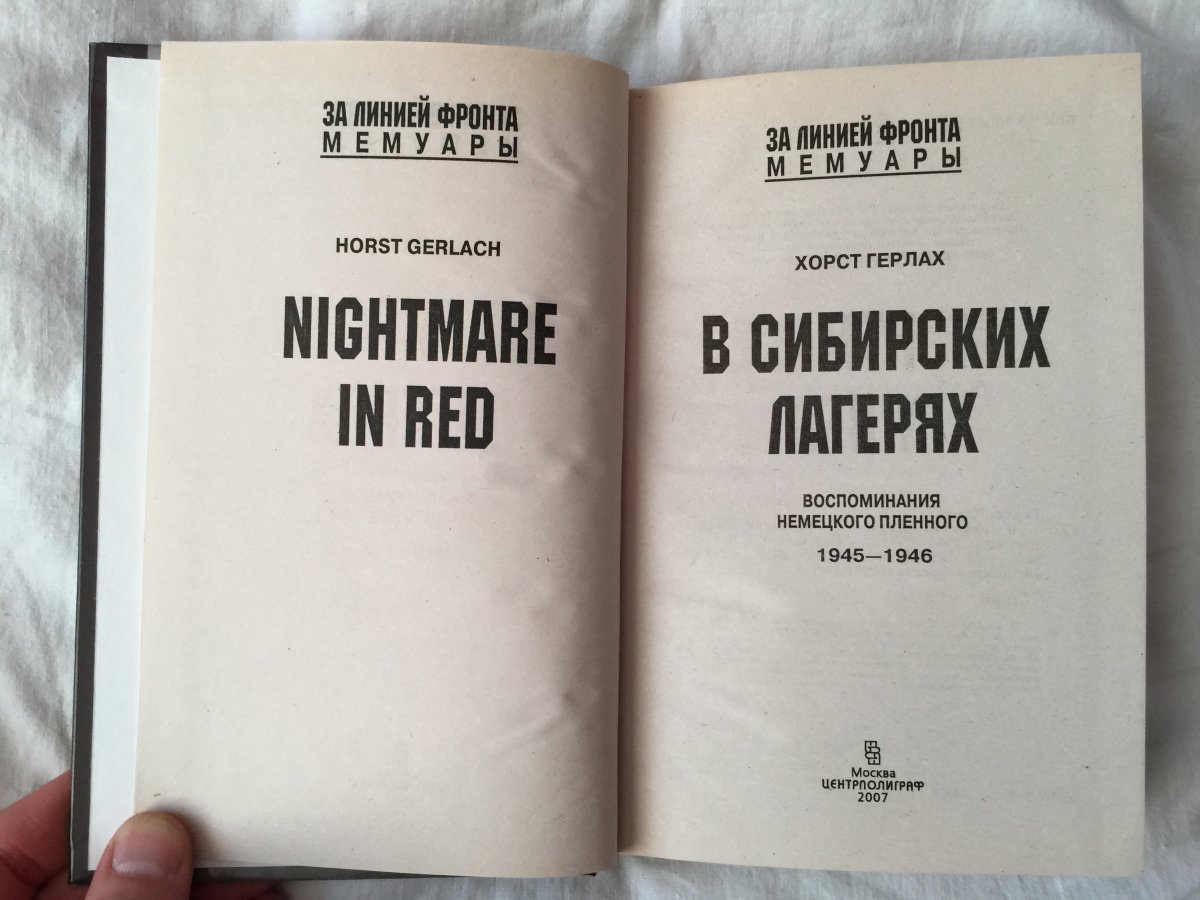 ЗА ЛИНИЕЙ ФРОНТА
МЕМУАРЫ
HORST GERLACH
NIGHTMARE
IN RED
ЗА ЛИНИЕЙ ФРОНТА
МЕМУАРЫ
ХОРСТ ГЕРЛАХ
В СИБИРСКИХ
ЛАГЕРЯХ
ВОСПОМИНАНИЯ
НЕМЕЦКОГО ПЛЕННОГО
1945—1946
Москва
ЦЕНТРПОЛИГРАФ
2007